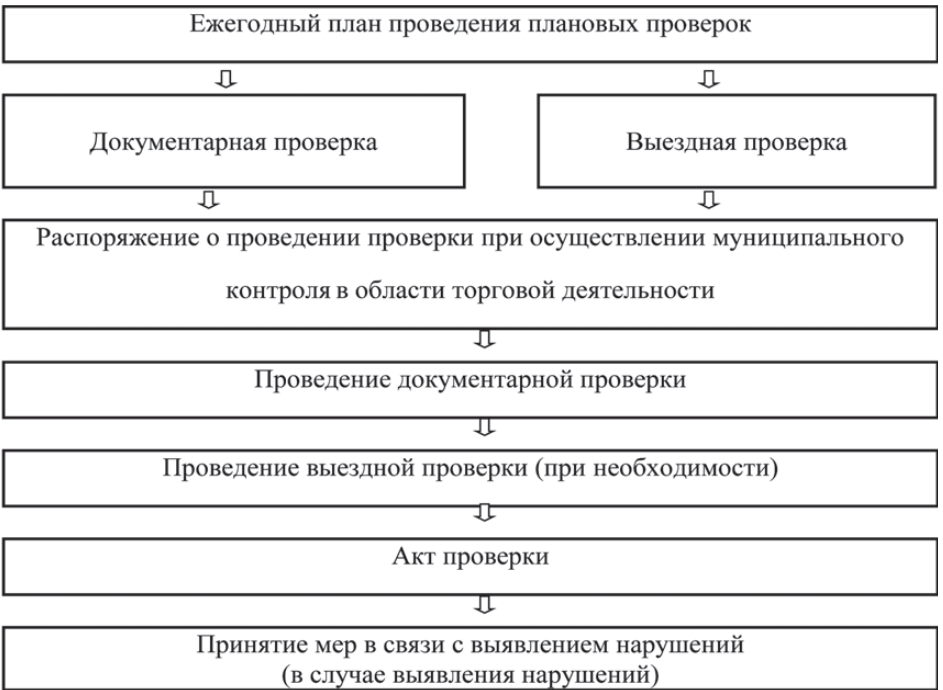 Ежегодный план проведения плановых проверок
Документарная проверка
Выездная проверка
Распоряжение о проведении проверки при осуществлении муниципального
контроля в области торговой деятельности
Проведение документарной проверки
Проведение выездной проверки (при необходимости)
Акт проверки
Принятие мер в связи с выявлением нарушений
(в случае выявления нарушений)